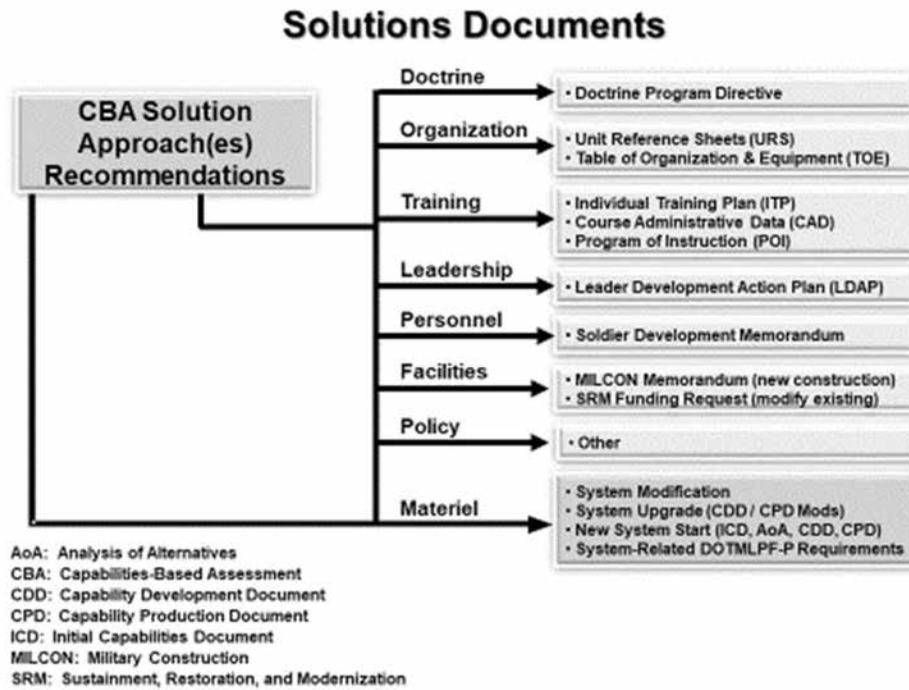 Solutions Documents
CBA Solution
Approach(es)
Recommendations
Doctrine
• Doctrine Program Directive
Organization
• Unit Reference Sheets (URS)
• Table of Organization & Equipment (TOE)
Training
• Individual Training Plan (ITP)
• Course Administrative Data (CAD)
• Program of Instruction (POI)
Leadership
• Leader Development Action Plan (LDAP)
Personnel
• Soldier Development Memorandum
Facilities
• MILCON Memorandum (new construction)
• SRM Funding Request (modify existing)
Policy
• Other
Materiel
• System Modification
• System Upgrade (CDD / CPD Mods)
• New System Start (ICD, AoA, CDD, CPD)
• System-Related DOTMLPF-P Requirements
AoA: Analysis of Alternatives
CBA: Capabilities-Based Assessment
CDD: Capability Development Document
CPD: Capability Production Document
ICD: Initial Capabilities Document
MILCON: Military Construction
SRM: Sustainment, Restoration, and Modernization